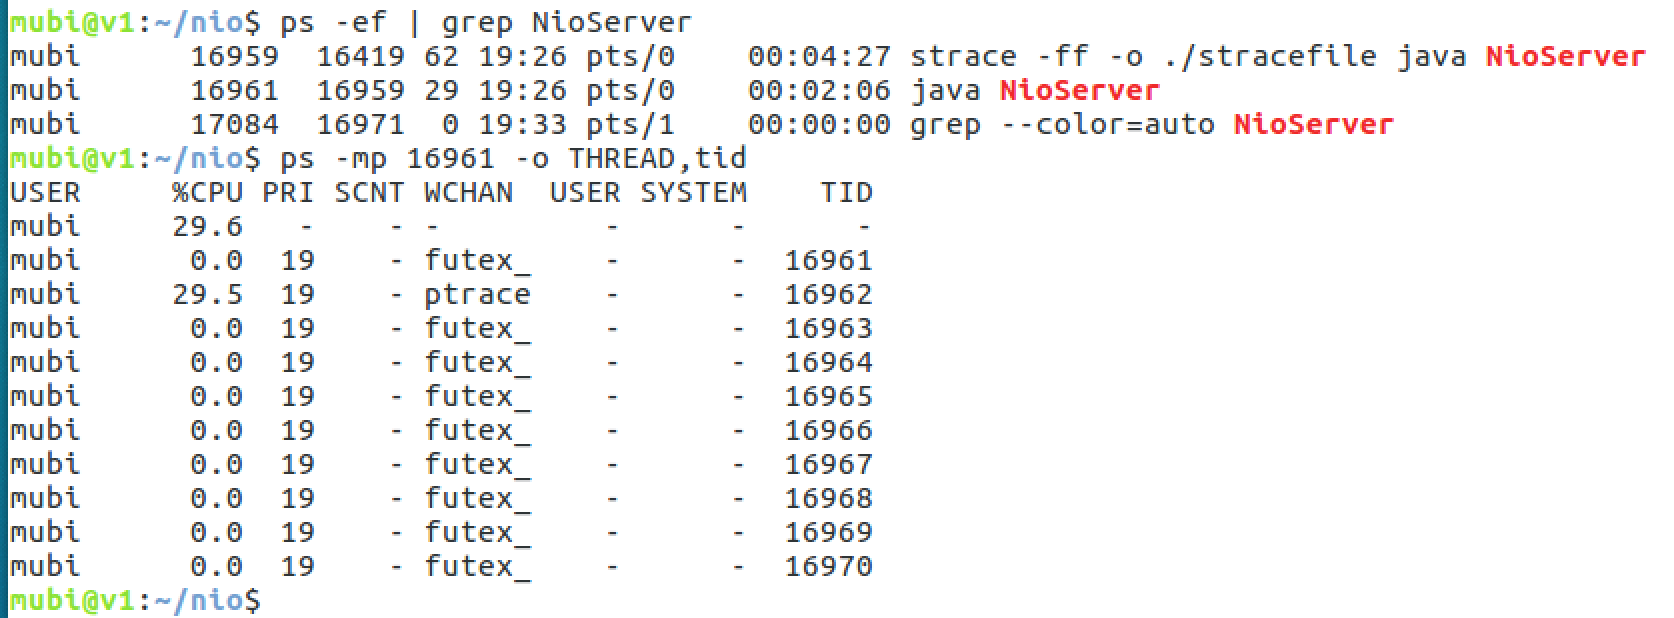 mubi@v1:~/nio$ ps -ef | grep NioServer
mubi      16959  16419 62 19:26 pts/0    00:04:27 strace -ff -o ./stracefile java NioServer
mubi      16961  16959 29 19:26 pts/0    00:02:06 java NioServer
mubi      17084  16971  0 19:33 pts/1    00:00:00 grep --color=auto NioServer
mubi@v1:~/nio$ ps -mp 16961 -o THREAD,tid
USER     %CPU PRI SCNT WCHAN  USER SYSTEM    TID
mubi     29.6   -    - -         -      -      -
mubi      0.0  19    - futex_    -      -  16961
mubi     29.5  19    - ptrace    -      -  16962
mubi      0.0  19    - futex_    -      -  16963
mubi      0.0  19    - futex_    -      -  16964
mubi      0.0  19    - futex_    -      -  16965
mubi      0.0  19    - futex_    -      -  16966
mubi      0.0  19    - futex_    -      -  16967
mubi      0.0  19    - futex_    -      -  16968
mubi      0.0  19    - futex_    -      -  16969
mubi      0.0  19    - futex_    -      -  16970
mubi@v1:~/nio$